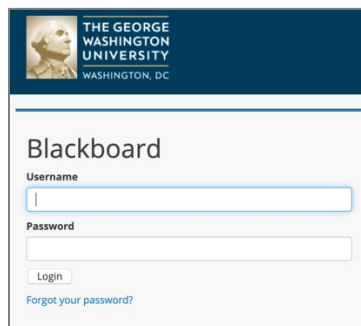 THE GEORGE
WASHINGTON
UNIVERSITY
WASHINGTON, DC
Blackboard
Username
Password
Login
Forgot your password?